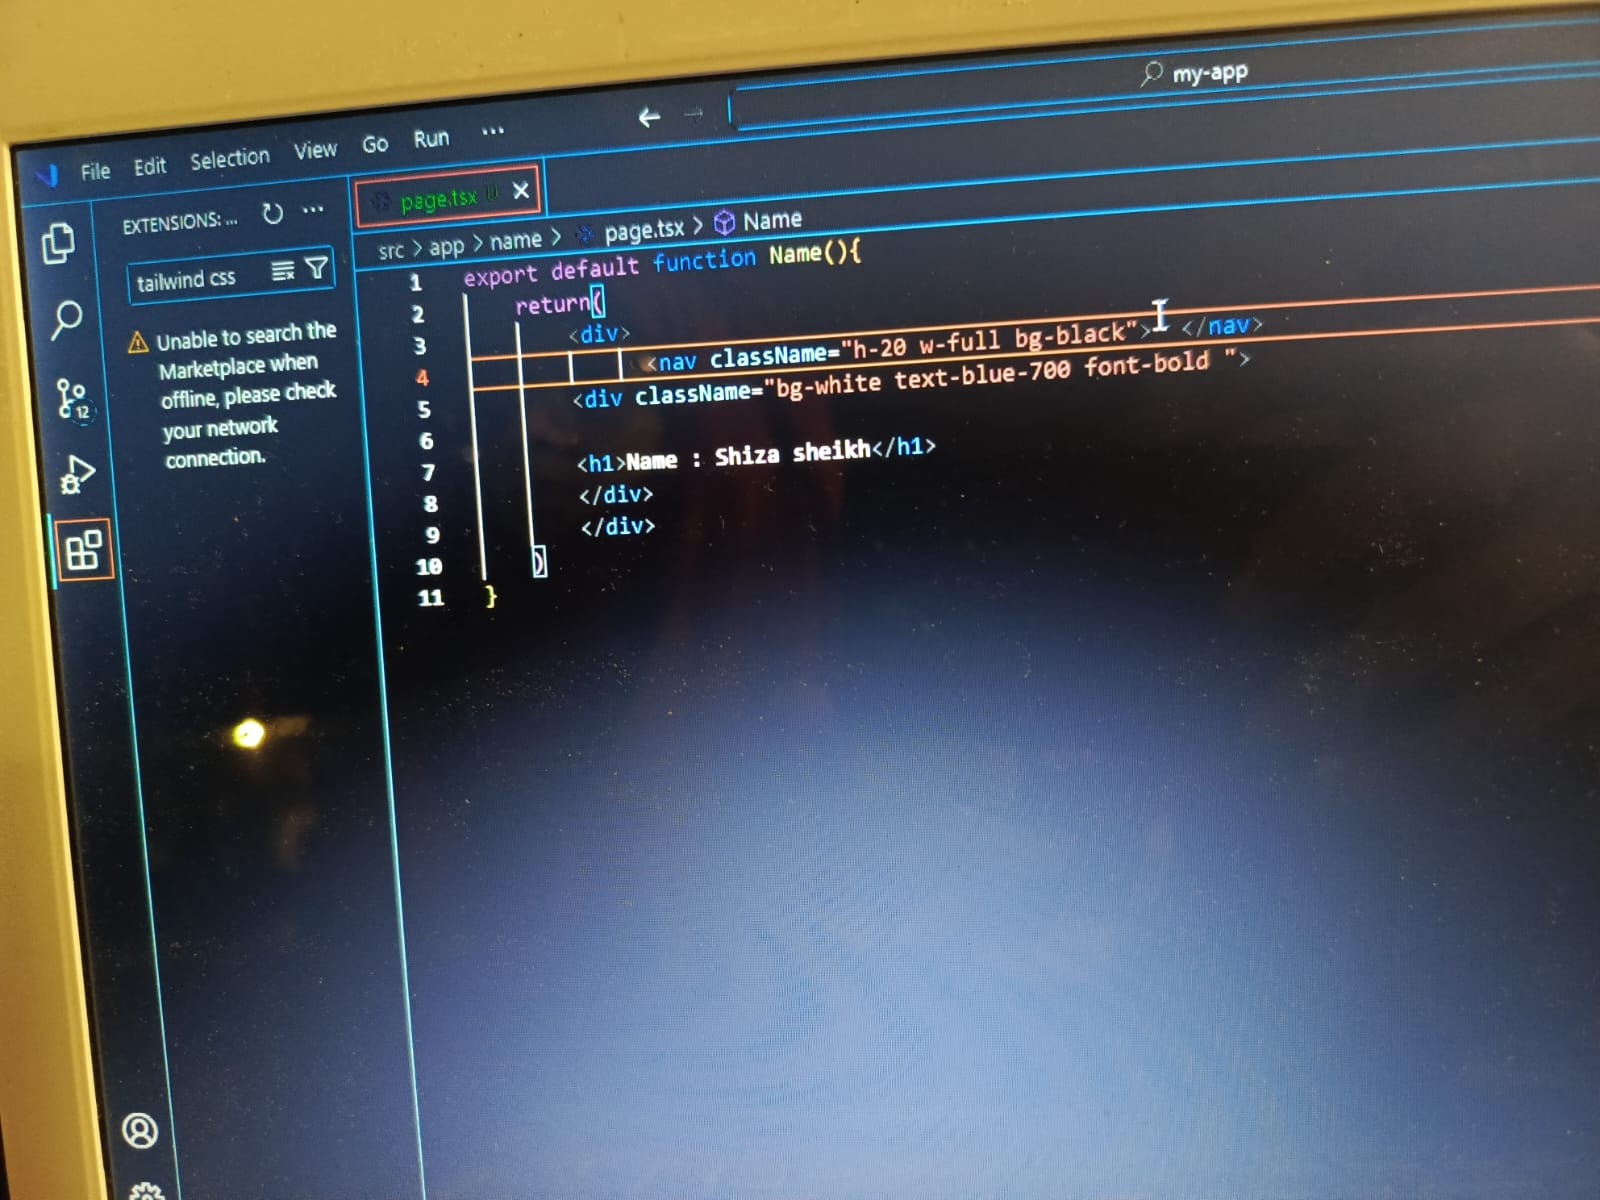 my-app
File Edit Selection View Go Run ...
EXTENSIONS: ...
page.tsx U
src > app > name > page.tsx > Name
tailwind css
Unable to search the
Marketplace when
offline, please check
your network
connection.
12
1 export default function Name(){
2 return(
3 <div>
4 <nav className="h-20 w-full bg-black"> </nav>
5 <div className="bg-white text-blue-700 font-bold ">
6
7 <h1>Name : Shiza sheikh</h1>
8 </div>
9 </div>
10 )
11 }